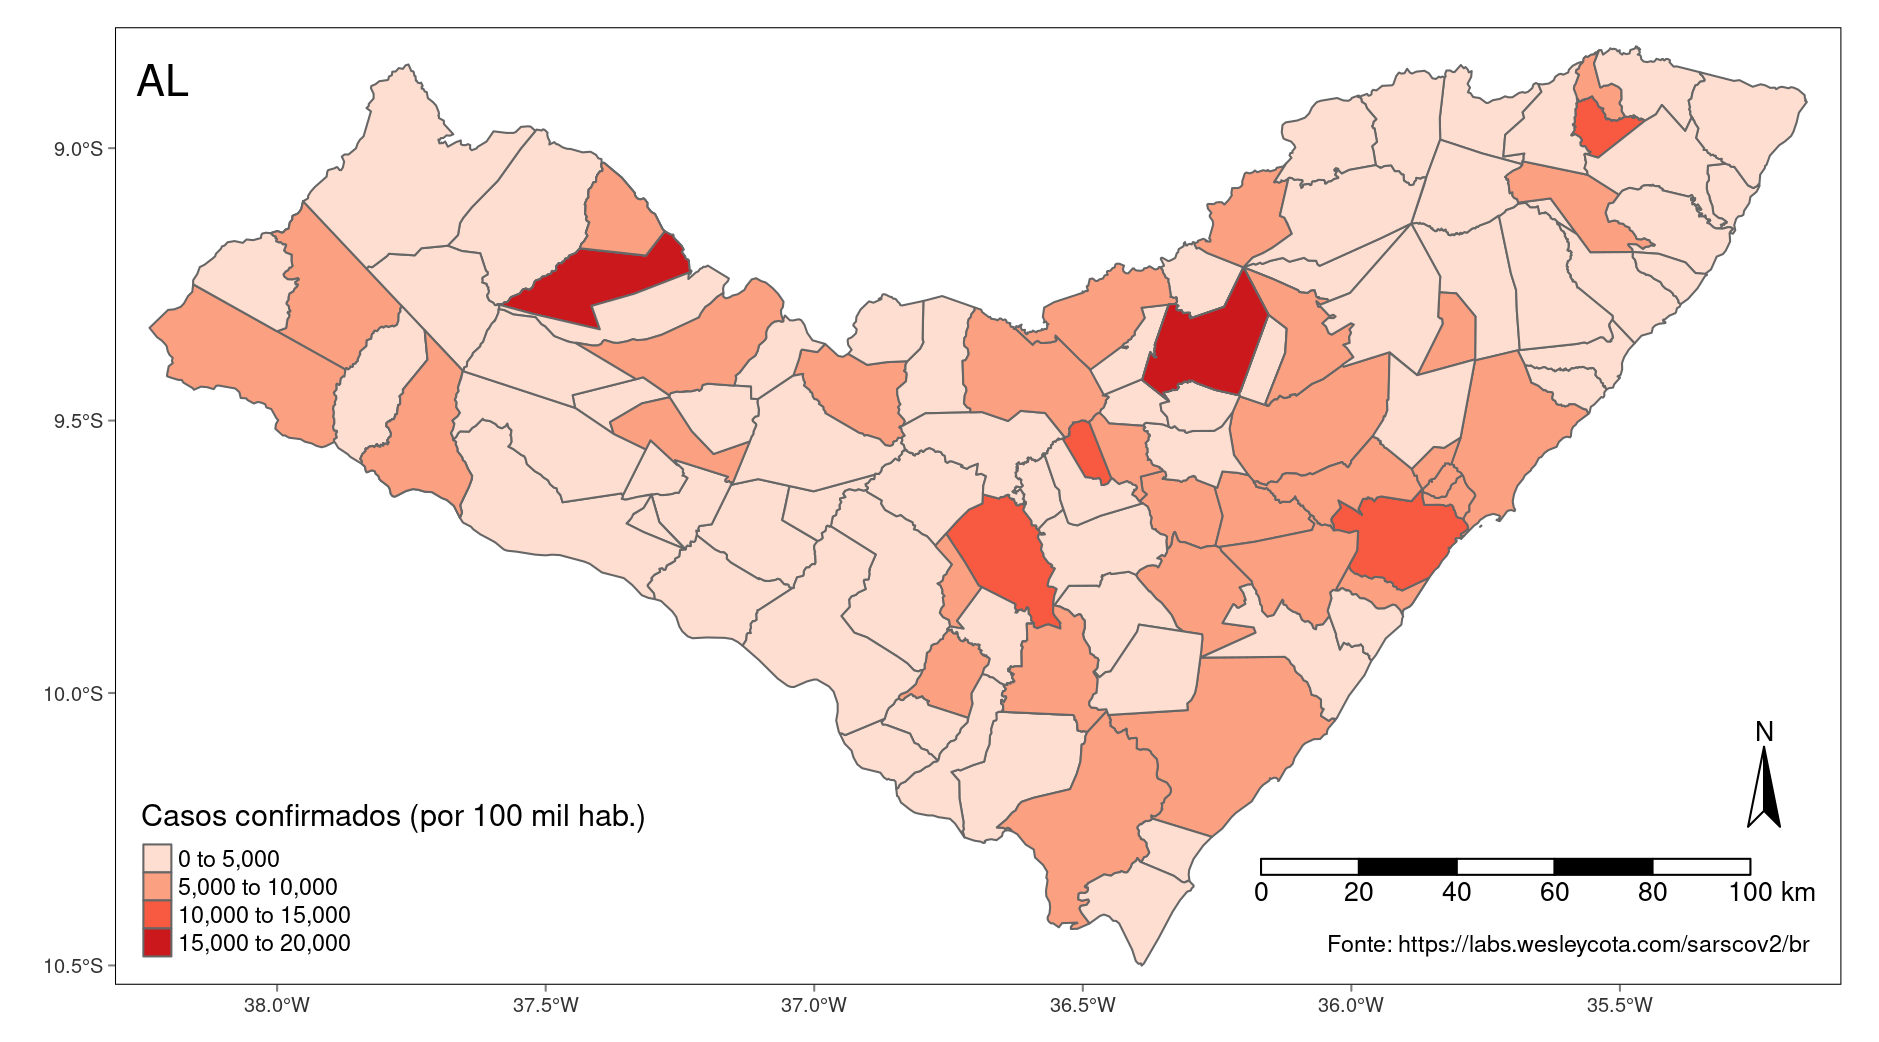 AL
9.0°S
9.5°S
10.0°S
10.5°S
N
Casos confirmados (por 100 mil hab.)
0 to 5,000
5,000 to 10,000
10,000 to 15,000
15,000 to 20,000
0 20 40 60 80 100 km
Fonte: https://labs.wesleycota.com/sarscov2/br
38.0°W 37.5°W 37.0°W 36.5°W 36.0°W 35.5°W